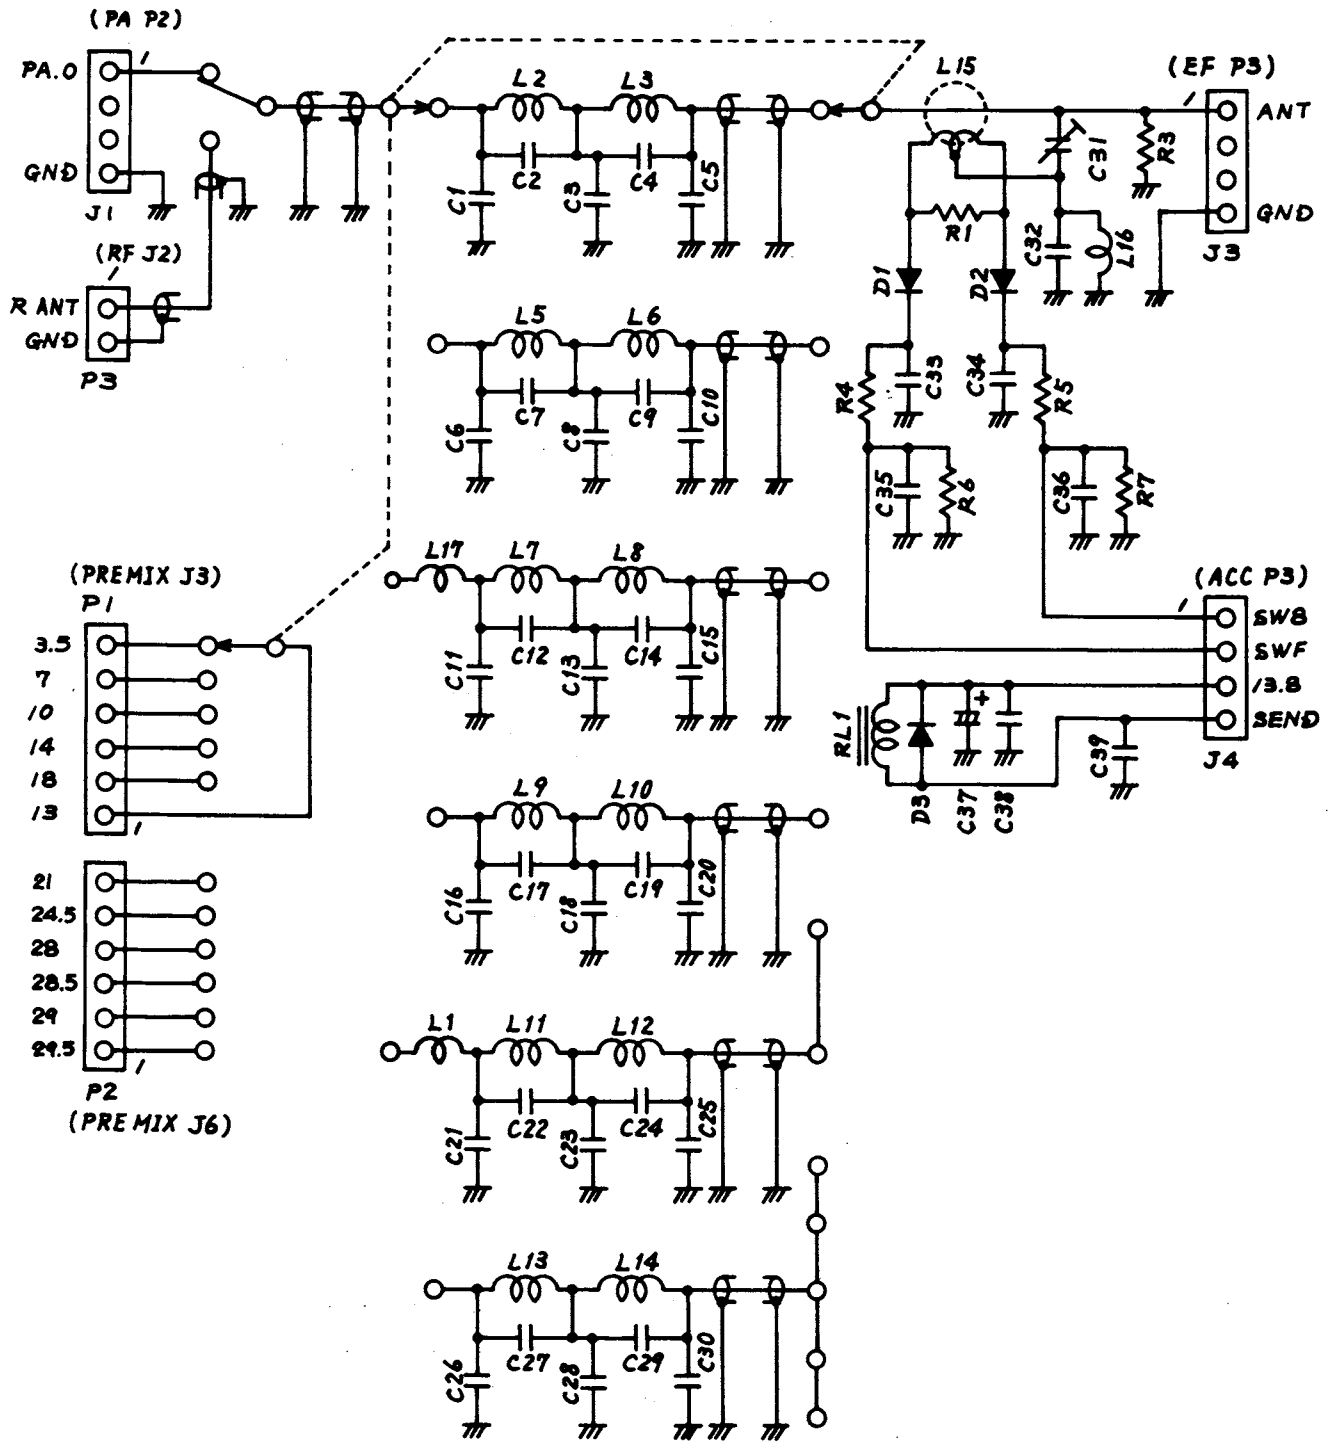 (PA P2)
PA.0
GND
J1
(RF J2)
R ANT
GND
P3
L2
L3
C1
C2
C3
C4
C5
L15
(EF P3)
ANT
GND
J3
C31
R3
R1
C32
L16
D1
D2
R4
C33
C34
R5
C35
R6
C36
R7
L5
L6
C6
C7
C8
C9
C10
L17
L7
L8
C11
C12
C13
C14
C15
(PREMIX J3)
P1
3.5
7
10
14
18
13
21
24.5
28
28.5
29
29.5
P2
(PREMIX J6)
(ACC P3)
SWB
SWF
13.8
SEND
J4
RL1
D3
C37
+
C38
C39
L9
L10
C16
C17
C18
C19
C20
L1
L11
L12
C21
C22
C23
C24
C25
L13
L14
C26
C27
C28
C29
C30